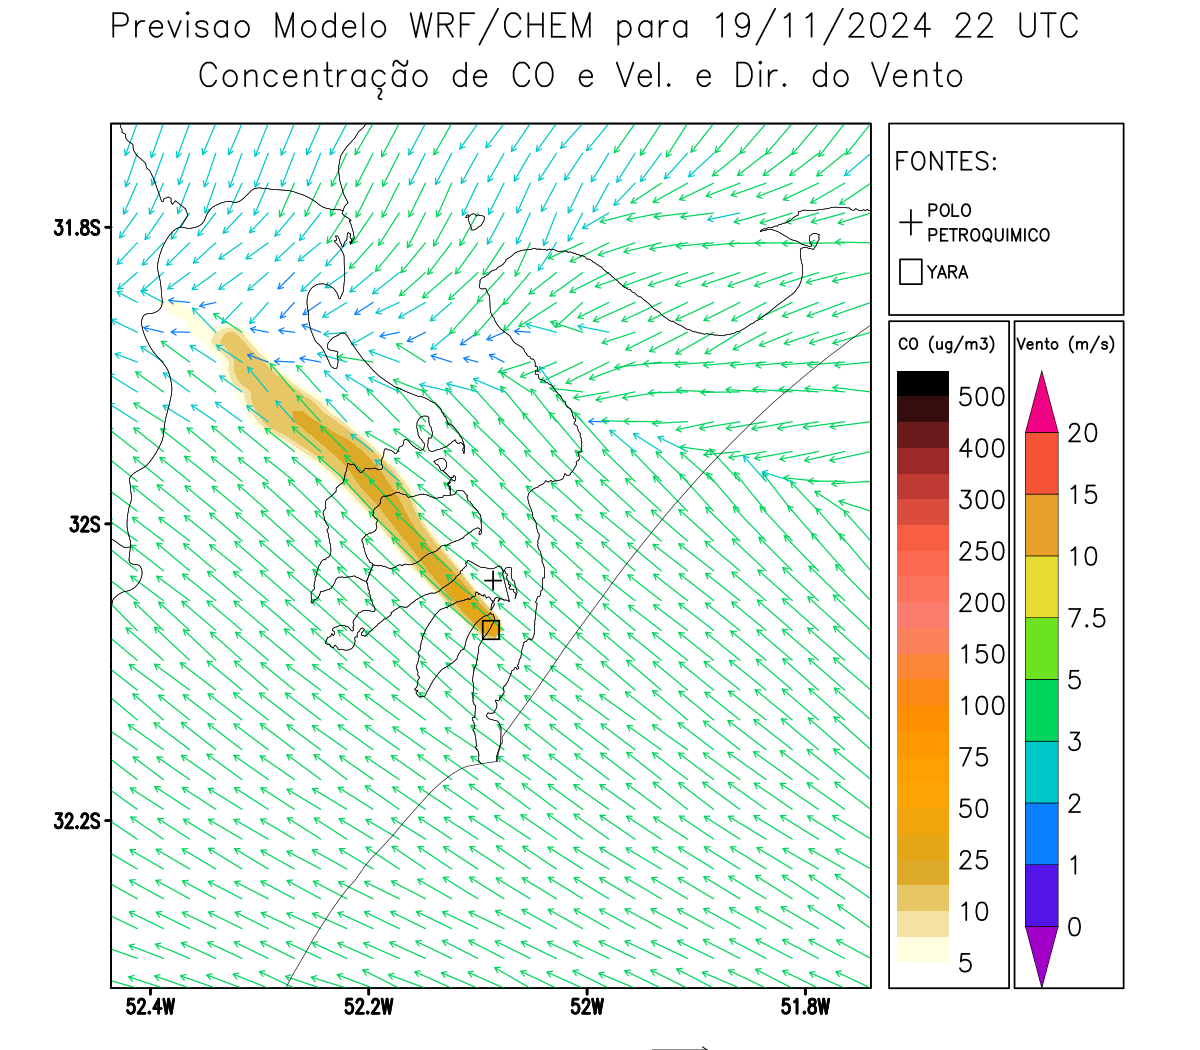 Previsao Modelo WRF/CHEM para 19/11/2024 22 UTC
Concentração de CO e Vel. e Dir. do Vento
FONTES:
POLO
PETROQUIMICO
YARA
CO (ug/m3)
500
400
300
250
200
150
100
75
50
25
10
5
Vento (m/s)
20
15
10
7.5
5
3
2
1
0
31.8S
32S
32.2S
52.4W
52.2W
52W
51.8W